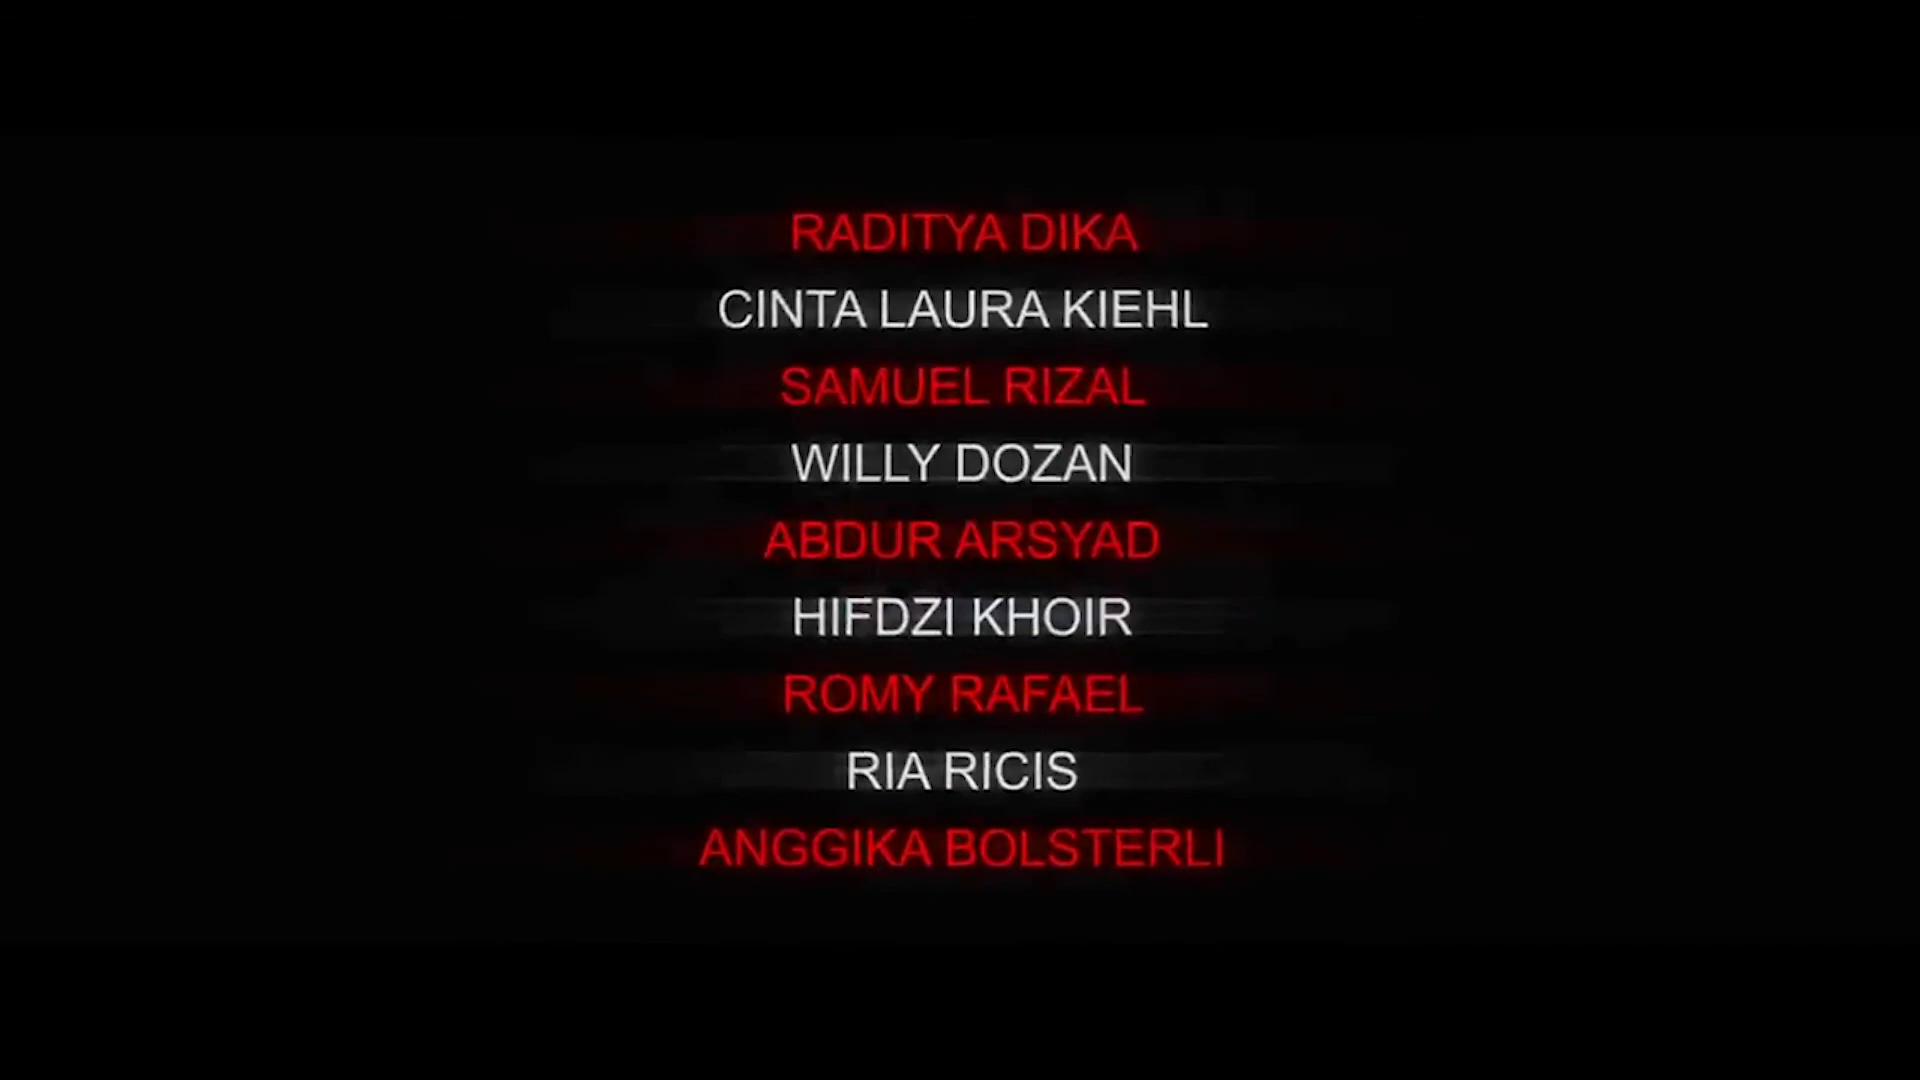 RADITYA DIKA
CINTA LAURA KIEHL
SAMUEL RIZAL
WILLY DOZAN
ABDUR ARSYAD
HIFDZI KHOIR
ROMY RAFAEL
RIA RICIS
ANGGIKA BOLSTERLI